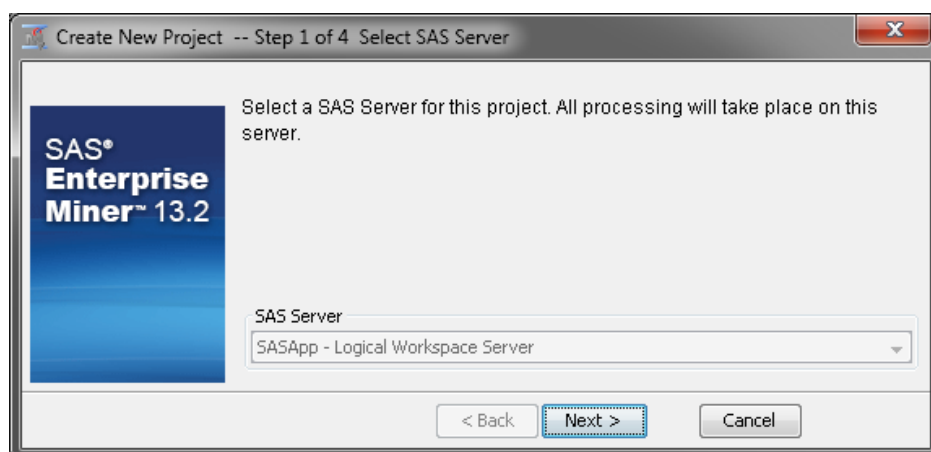 Create New Project -- Step 1 of 4 Select SAS Server
x
Select a SAS Server for this project. All processing will take place on this
server.
SAS®
Enterprise
Miner™ 13.2
SAS Server
SASApp - Logical Workspace Server
< Back Next > Cancel